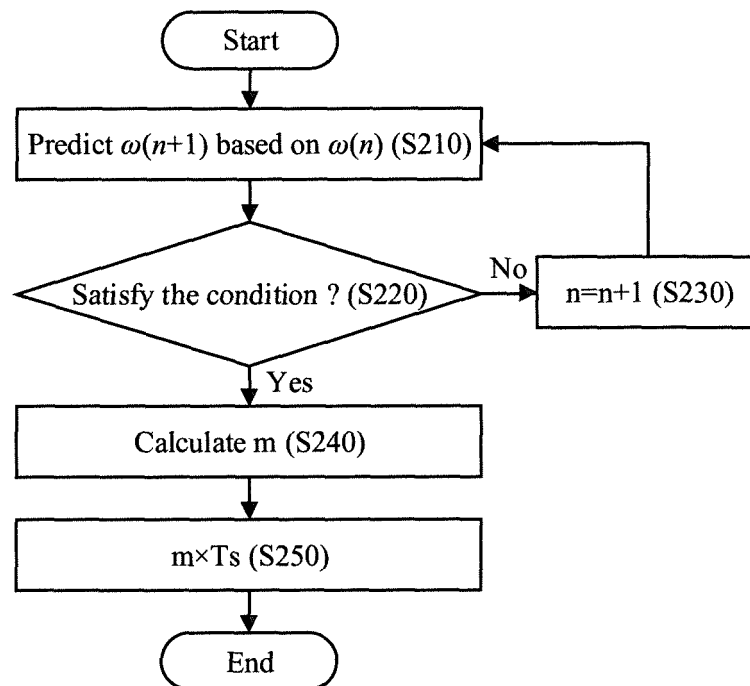 Start
Predict ω(n+1) based on ω(n) (S210)
Satisfy the condition ? (S220)
No
n=n+1 (S230)
Yes
Calculate m (S240)
m×Ts (S250)
End